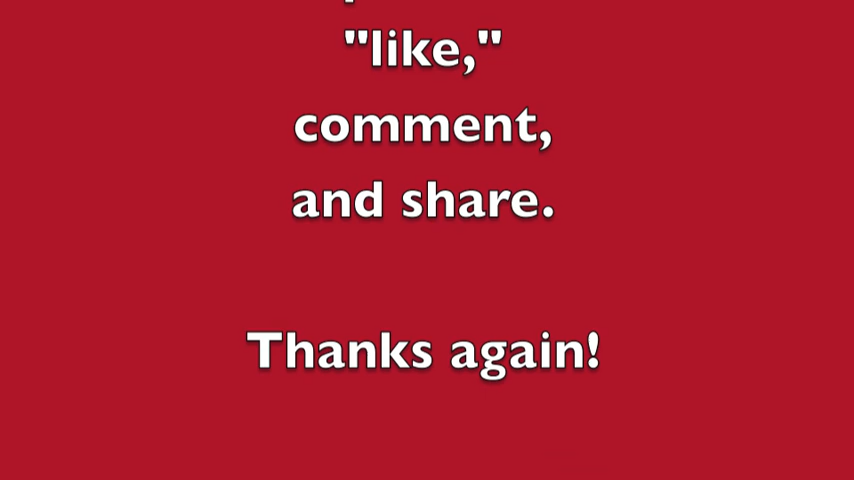 "like,"
comment,
and share.
Thanks again!